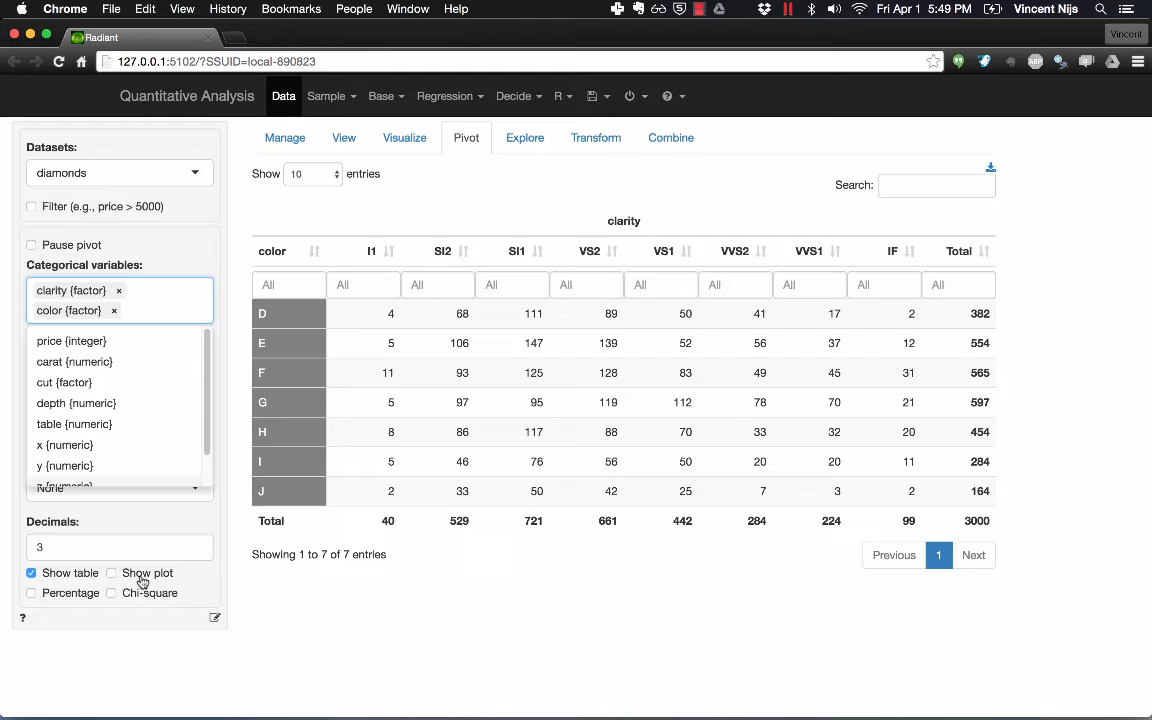 Chrome File Edit View History Bookmarks People Window Help Fri Apr 1 5:49 PM Vincent Nijs
Radiant Vincent
127.0.0.1:5102/?SSUID=local-890823
Quantitative Analysis Data Sample Base Regression Decide R
Datasets:
diamonds
Filter (e.g., price > 5000)
Pause pivot
Categorical variables:
clarity {factor} ×
color {factor} ×
price {integer}
carat {numeric}
cut {factor}
depth {numeric}
table {numeric}
x {numeric}
y {numeric}
z {numeric}
None
Decimals:
3
Show table Show plot
Percentage Chi-square
?
Manage View Visualize Pivot Explore Transform Combine
Show 10 entries
Search:
clarity
color I1 SI2 SI1 VS2 VS1 VVS2 VVS1 IF Total
All All All All All All All All All All
D 4 68 111 89 50 41 17 2 382
E 5 106 147 139 52 56 37 12 554
F 11 93 125 128 83 49 45 31 565
G 5 97 95 119 112 78 70 21 597
H 8 86 117 88 70 33 32 20 454
I 5 46 76 56 50 20 20 11 284
J 2 33 50 42 25 7 3 2 164
Total 40 529 721 661 442 284 224 99 3000
Showing 1 to 7 of 7 entries
Previous 1 Next